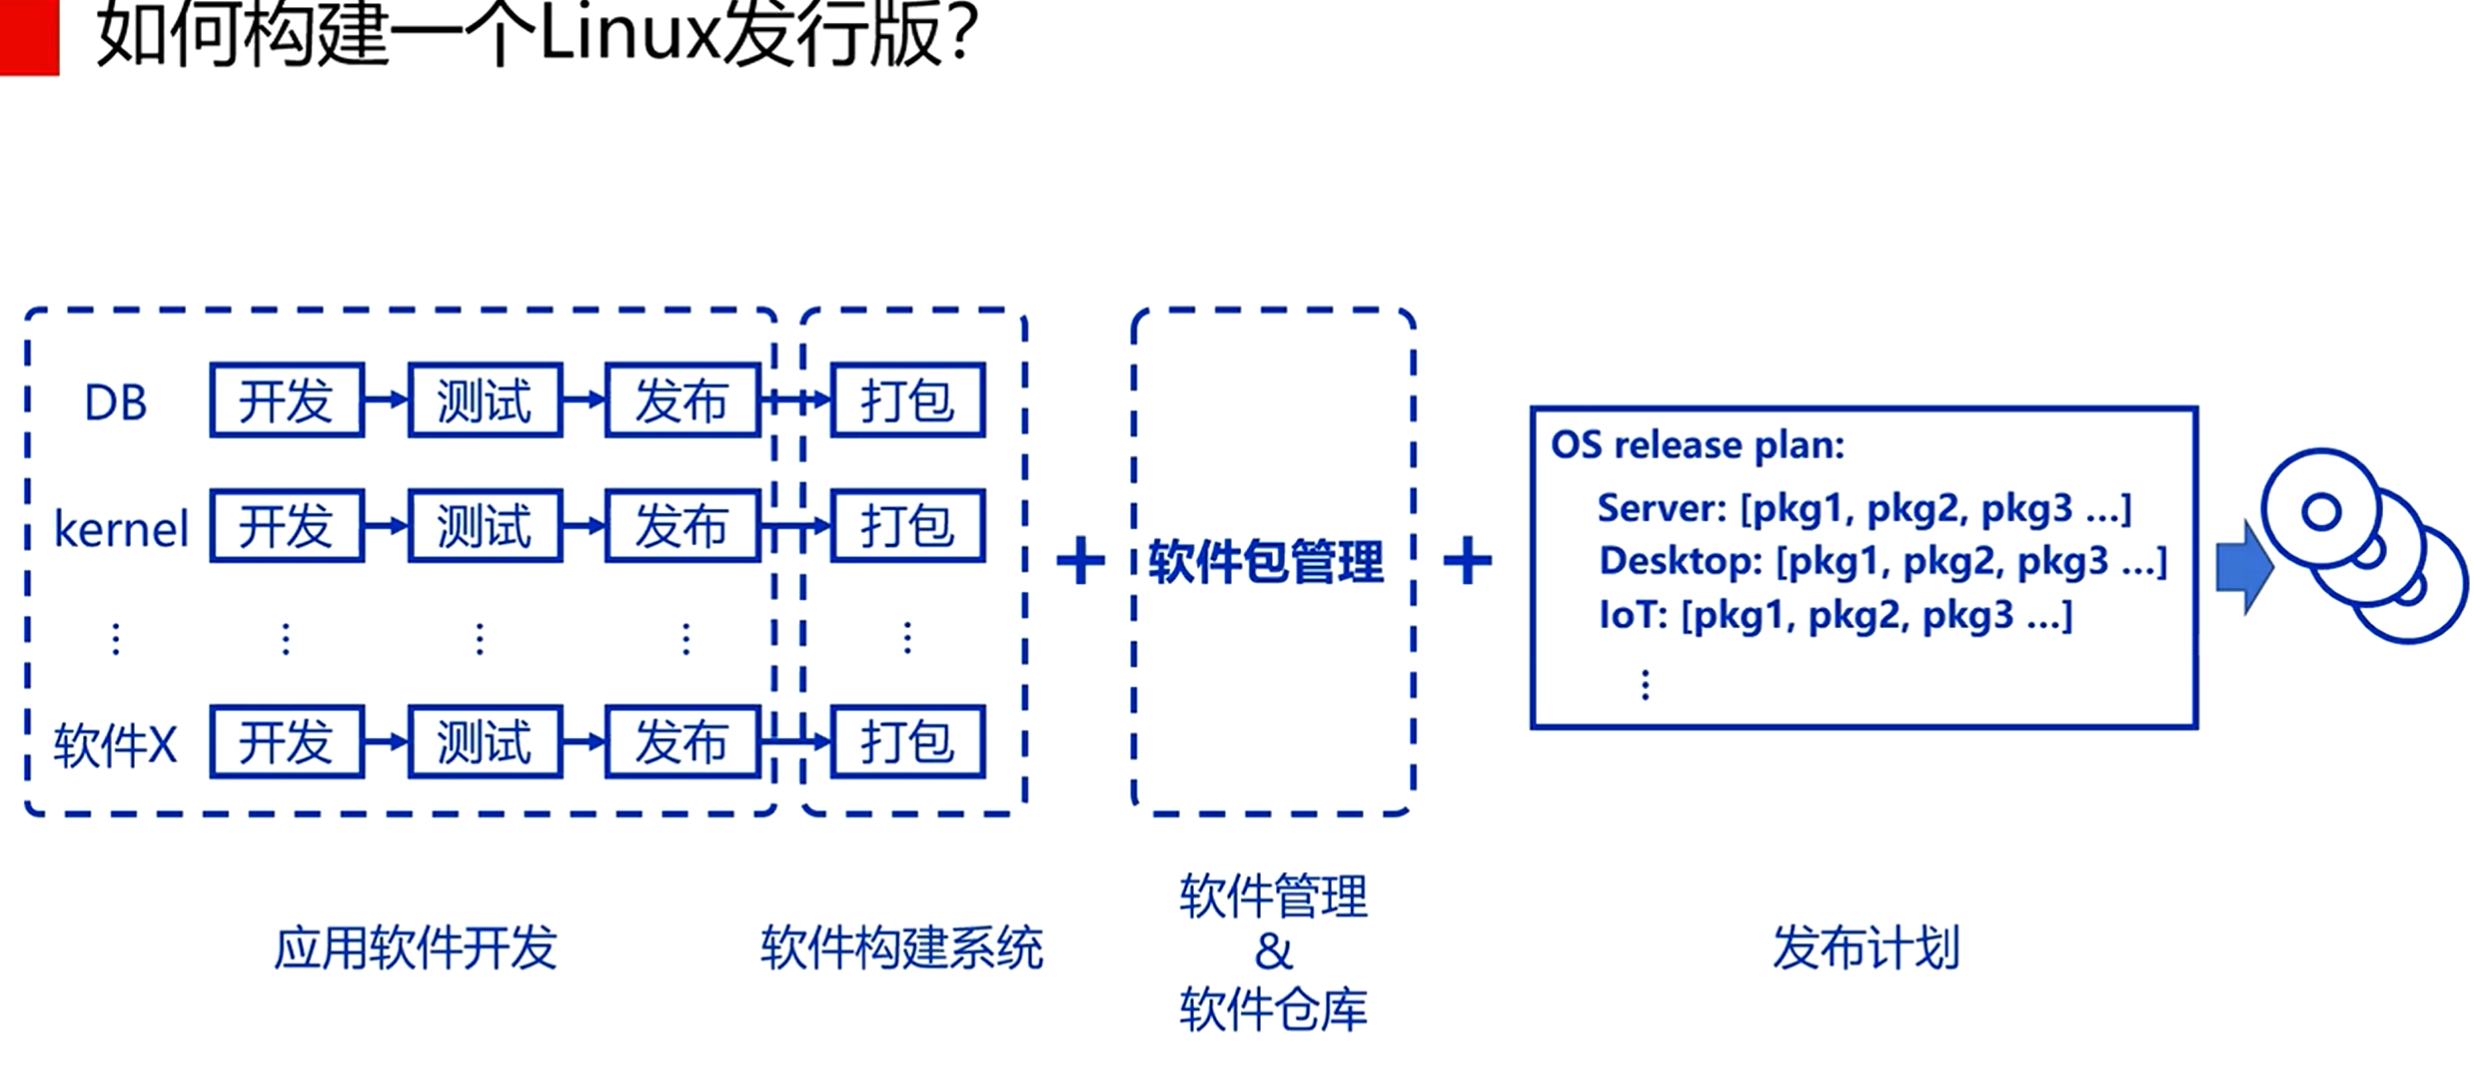 如何构建一个Linux发行版?
DB 开发 测试 发布 打包
kernel 开发 测试 发布 打包
软件X 开发 测试 发布 打包
+
软件包管理
+
OS release plan:
Server: [pkg1, pkg2, pkg3 ...]
Desktop: [pkg1, pkg2, pkg3 ...]
IoT: [pkg1, pkg2, pkg3 ...]
应用软件开发
软件构建系统
软件管理
&
软件仓库
发布计划